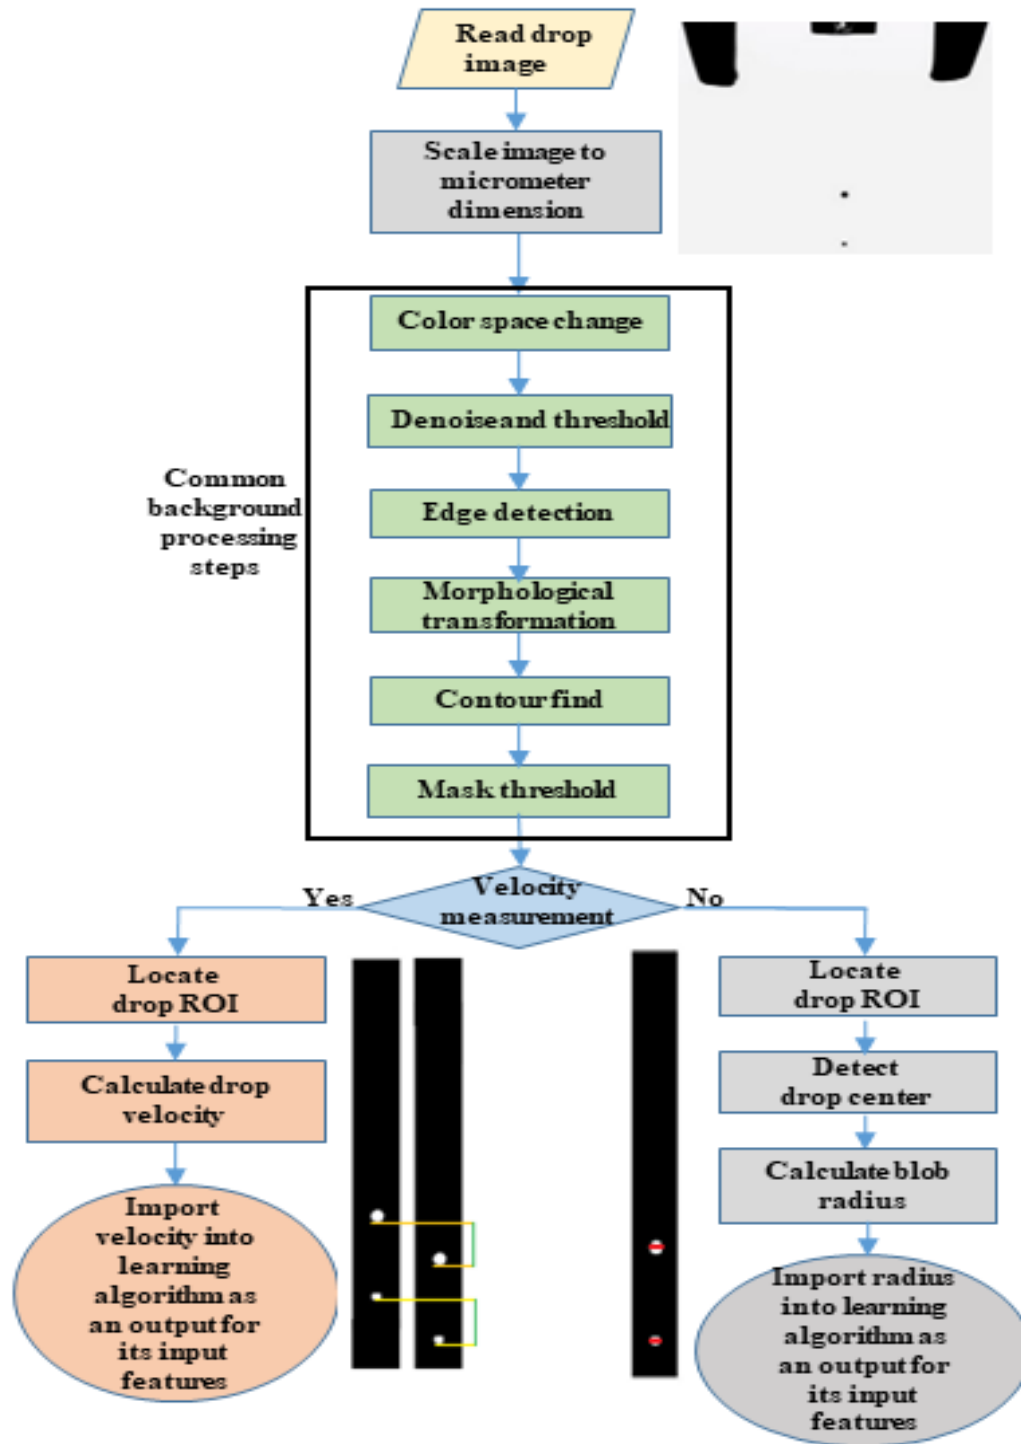 Read drop
image
Scale image to
micrometer
dimension
Color space change
Denoise and threshold
Common
background
processing
steps
Edge detection
Morphological
transformation
Contour find
Mask threshold
Yes
Velocity
measurement
No
Locate
drop ROI
Calculate drop
velocity
Import
velocity into
learning
algorithm as
an output for
its input
features
Locate
drop ROI
Detect
drop center
Calculate blob
radius
Import radius
into learning
algorithm as
an output for
its input
features